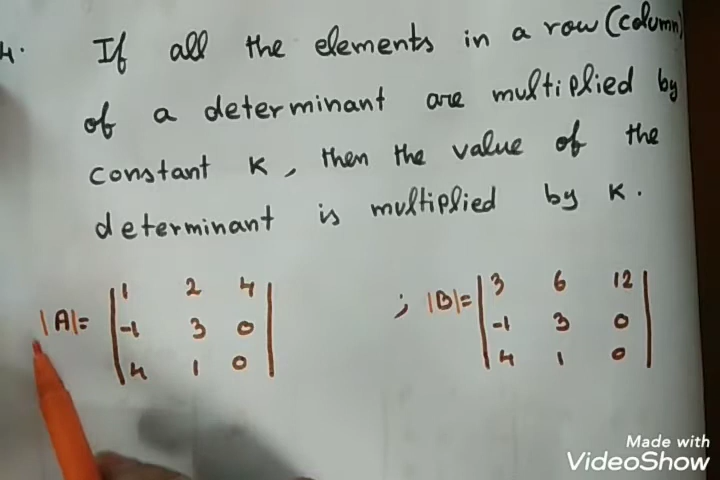 4. If all the elements in a row (column)
of a determinant are multiplied by
constant K, then the value of the
determinant is multiplied by K.
|A|= | 1 2 4 | ; |B|= | 3 6 12 |
| -1 3 0 | | -1 3 0 |
| 4 1 0 | | 4 1 0 |
Made with
VideoShow